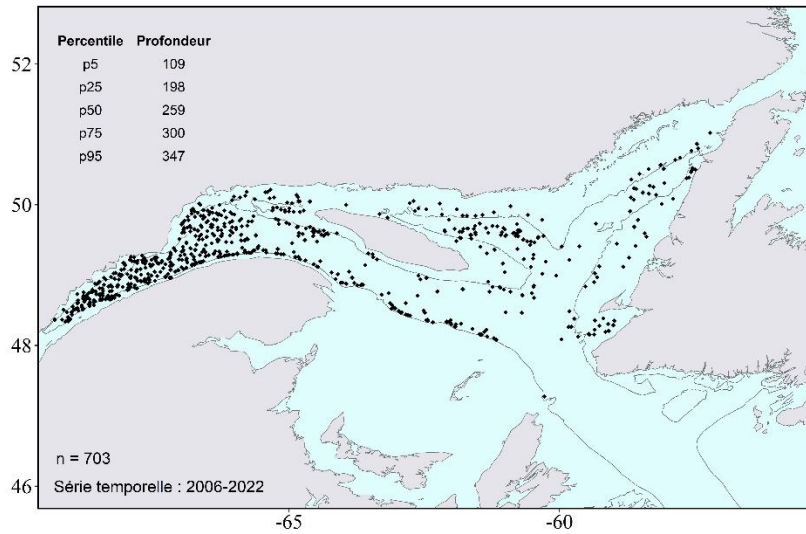 Percentile Profondeur
p5 109
p25 198
p50 259
p75 300
p95 347
52
50
48
46
n = 703
Série temporelle : 2006-2022
-65 -60